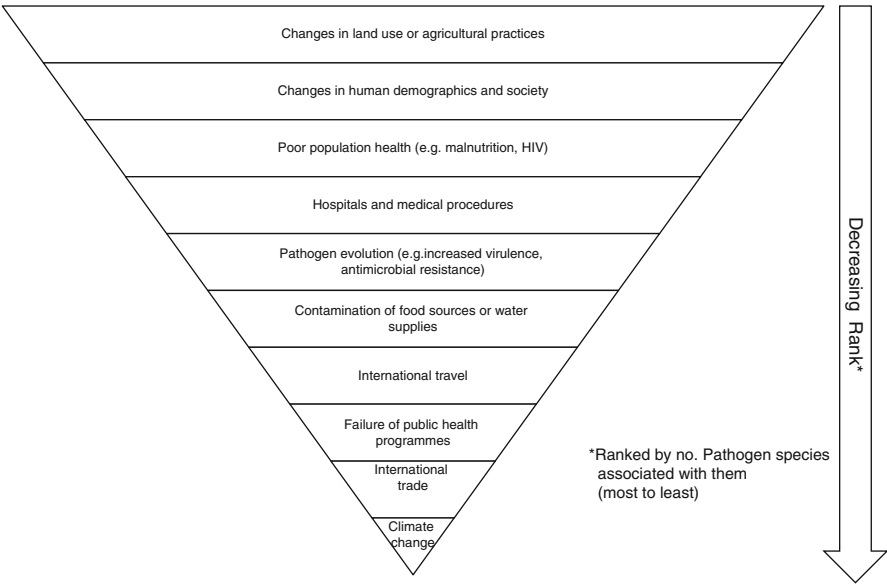 Changes in land use or agricultural practices
Changes in human demographics and society
Poor population health (e.g. malnutrition, HIV)
Hospitals and medical procedures
Pathogen evolution (e.g.increased virulence,
antimicrobial resistance)
Contamination of food sources or water
supplies
International travel
Failure of public health
programmes
International
trade
Climate
change
Decreasing Rank*
*Ranked by no. Pathogen species
associated with them
(most to least)